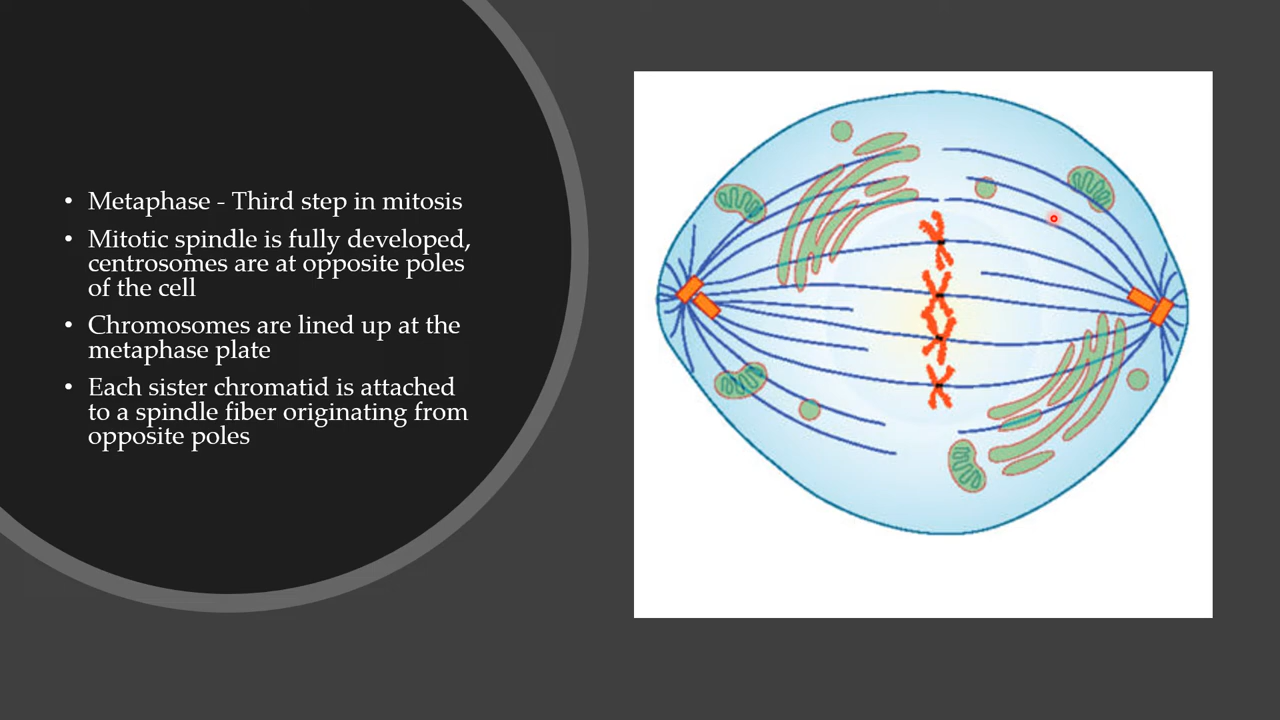 • Metaphase - Third step in mitosis
• Mitotic spindle is fully developed,
centrosomes are at opposite poles
of the cell
• Chromosomes are lined up at the
metaphase plate
• Each sister chromatid is attached
to a spindle fiber originating from
opposite poles